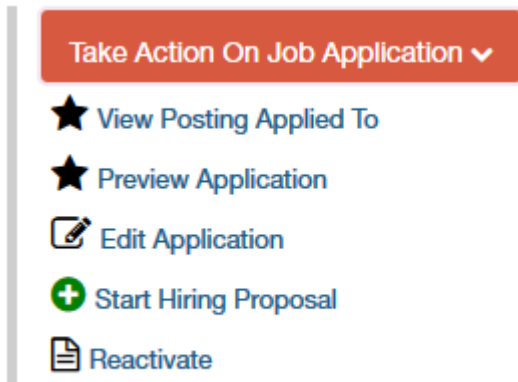 Take Action On Job Application
View Posting Applied To
Preview Application
Edit Application
Start Hiring Proposal
Reactivate